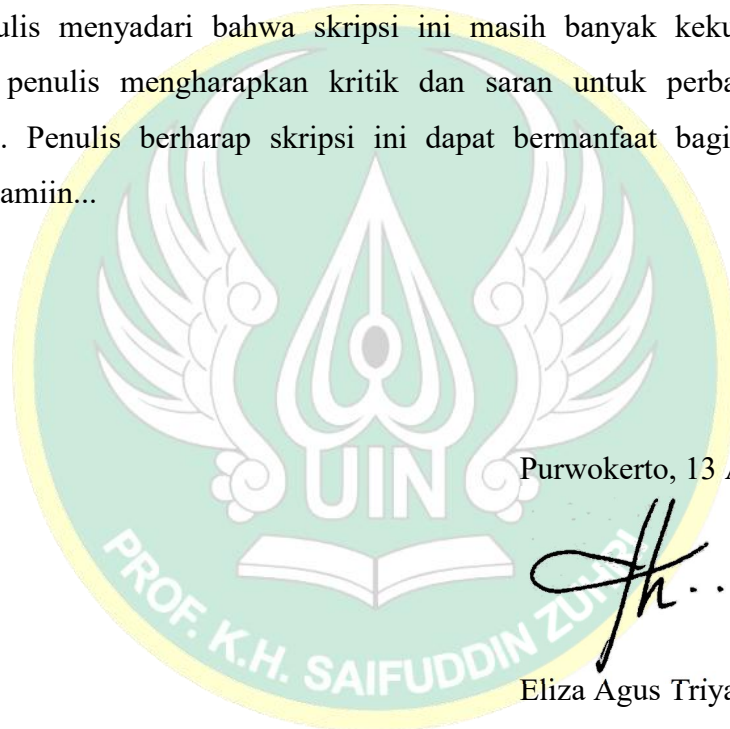 ulis menyadari bahwa skripsi ini masih banyak keku
penulis mengharapkan kritik dan saran untuk perba
. Penulis berharap skripsi ini dapat bermanfaat bagi
amiin...
UIN
PROF. K.H. SAIFUDDIN ZUHRI
Purwokerto, 13 A
Eliza Agus Triya